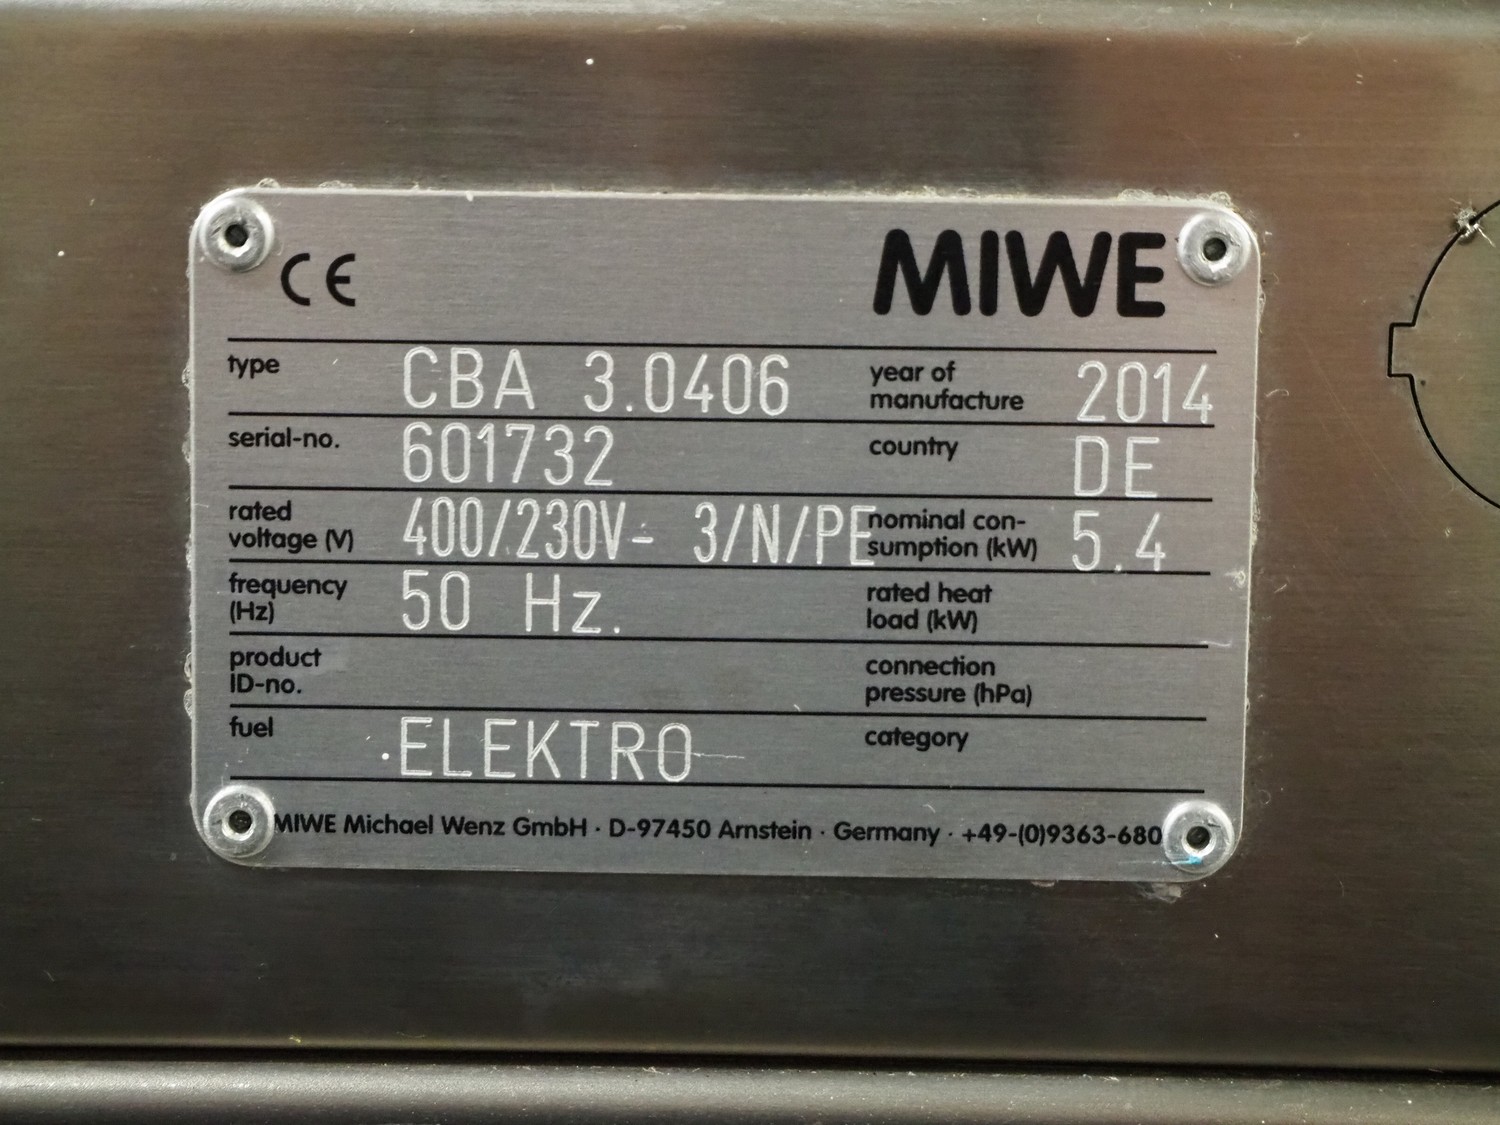 CE MIWE
type CBA 3.0406 year of manufacture 2014
serial-no. 601732 country DE
rated voltage (V) 400/230V- 3/N/PE nominal con-sumption (kW) 5.4
frequency (Hz) 50 Hz. rated heat load (kW)
product ID-no. connection pressure (hPa)
fuel .ELEKTRO category
MIWE Michael Wenz GmbH · D-97450 Arnstein · Germany · +49-(0)9363-680